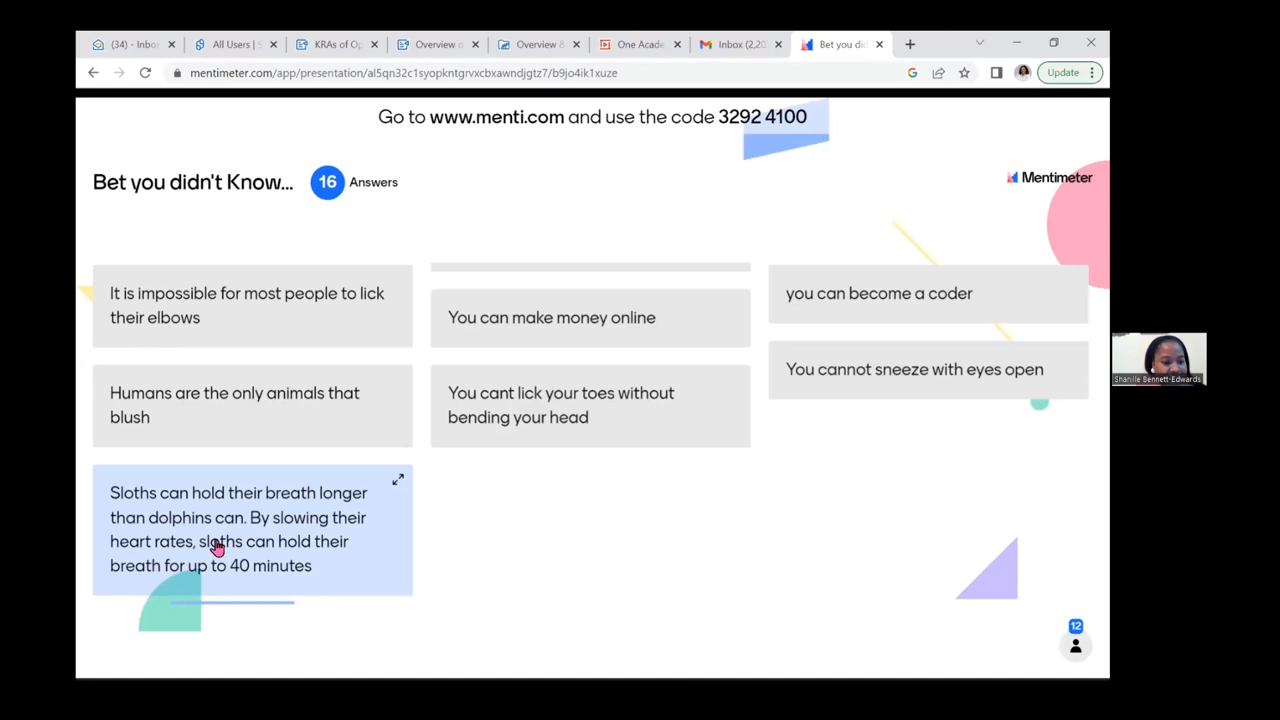 (34) - Inbo
All Users | S
KRAs of Op
Overview o
Overview 8
One Acade
Inbox (2,20
Bet you did
mentimeter.com/app/presentation/al5qn32c1syopkntgrvxcbxawndjgtz7/b9jo4ik1xuze
Update
Go to www.menti.com and use the code 3292 4100
Bet you didn't Know...
16
Answers
Mentimeter
It is impossible for most people to lick
their elbows
Humans are the only animals that
blush
Sloths can hold their breath longer
than dolphins can. By slowing their
heart rates, sloths can hold their
breath for up to 40 minutes
You can make money online
You cant lick your toes without
bending your head
you can become a coder
You cannot sneeze with eyes open
12
Shanille Bennett-Edwards